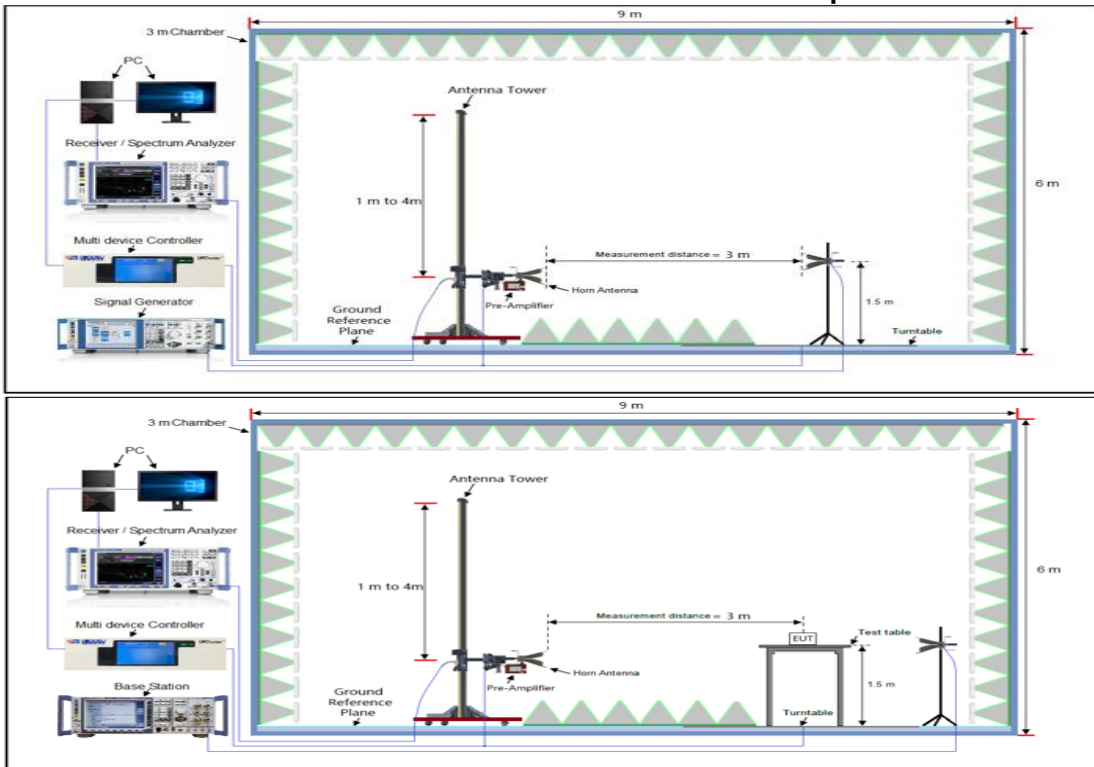 9 m
3 m Chamber
PC
Antenna Tower
Receiver / Spectrum Analyzer
6 m
1 m to 4m
Multi device Controller
Measurement distance = 3 m
Horn Antenna
Pre-Amplifier
1.5 m
Signal Generator
Ground
Reference
Plane
Turntable
9 m
3 m Chamber
PC
Antenna Tower
Receiver / Spectrum Analyzer
6 m
1 m to 4m
Measurement distance = 3 m
Multi device Controller
EUT
Test table
Horn Antenna
Pre-Amplifier
1.5 m
Base Station
Ground
Reference
Plane
Turntable